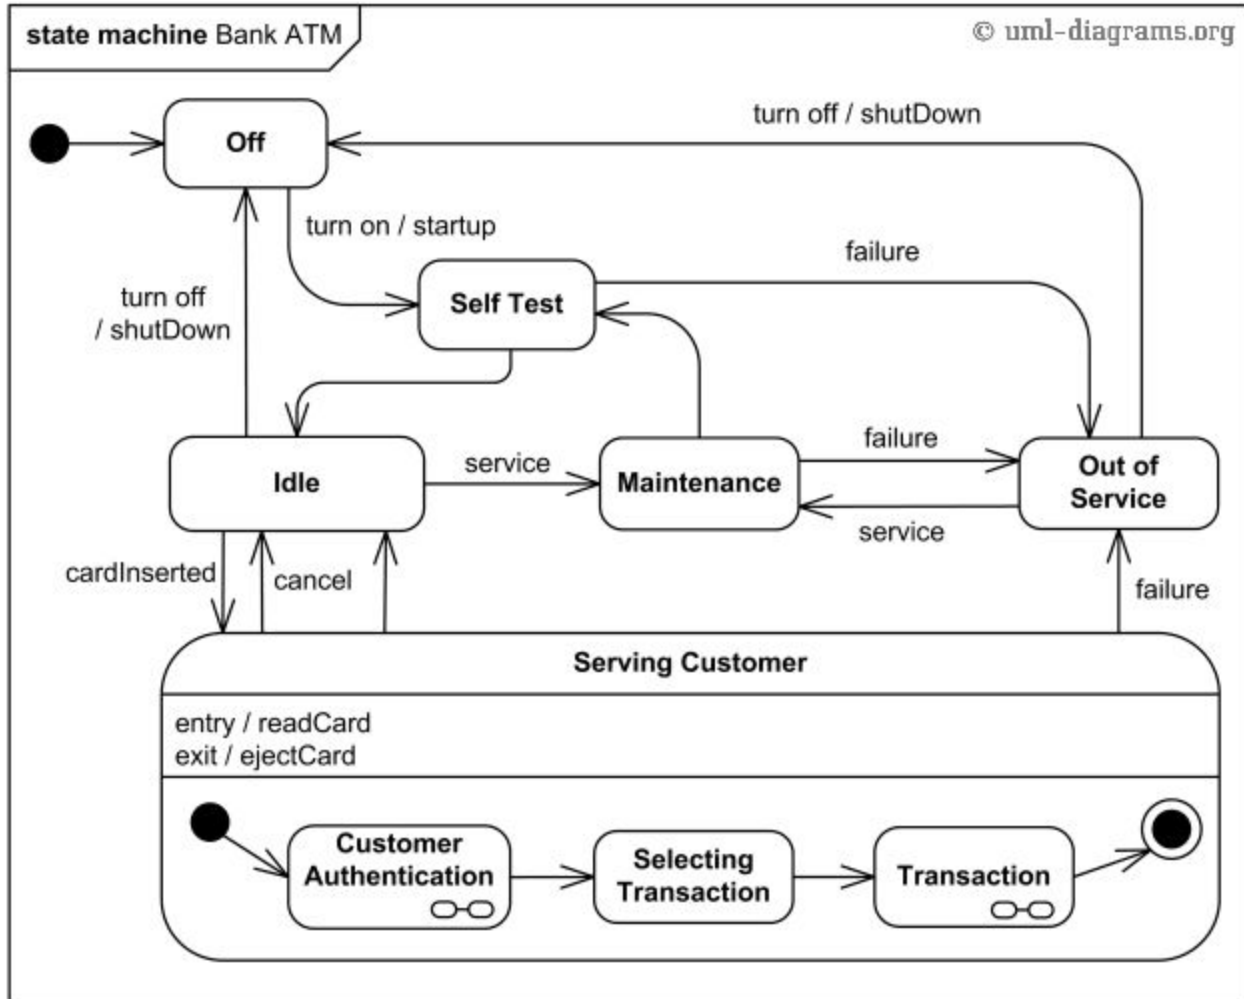 state machine Bank ATM
© uml-diagrams.org
Off
turn off / shutDown
turn on / startup
failure
Self Test
turn off
/ shutDown
Idle
service
Maintenance
failure
Out of
Service
service
cardInserted
cancel
failure
Serving Customer
entry / readCard
exit / ejectCard
Customer
Authentication
Selecting
Transaction
Transaction